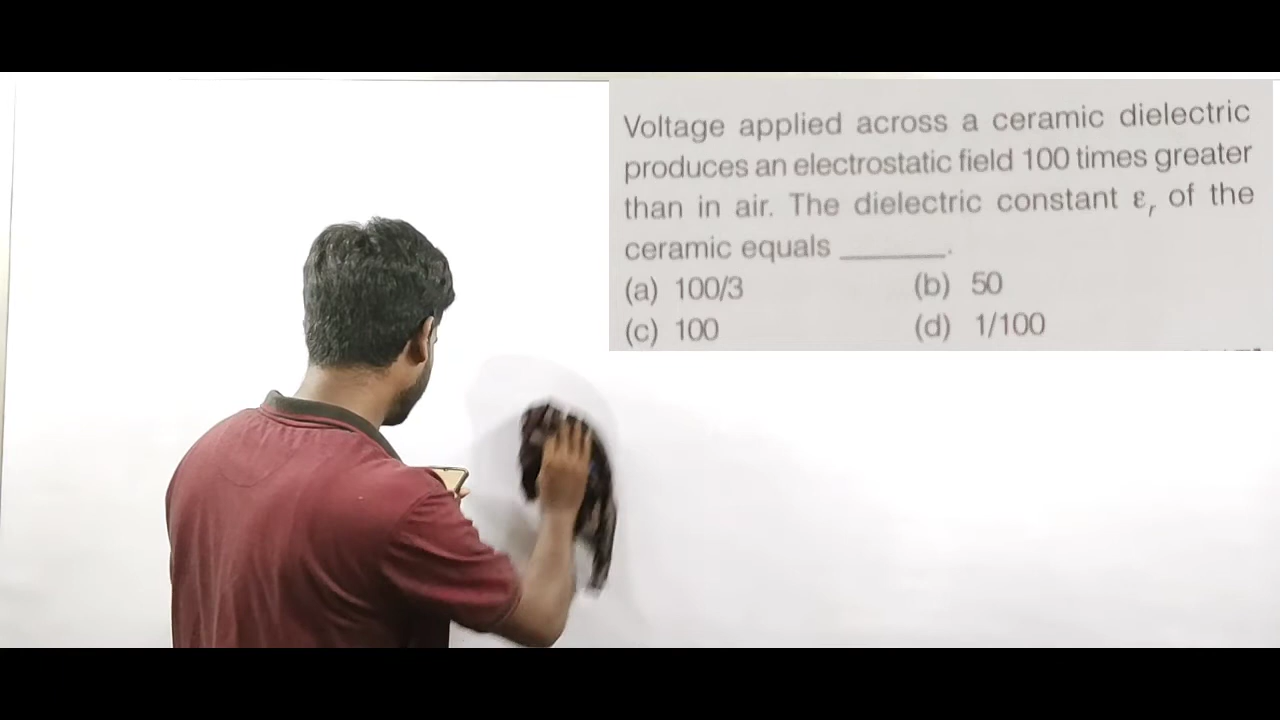 Voltage applied across a ceramic dielectric
produces an electrostatic field 100 times greater
than in air. The dielectric constant εᵣ of the
ceramic equals ______.
(a) 100/3 (b) 50
(c) 100 (d) 1/100